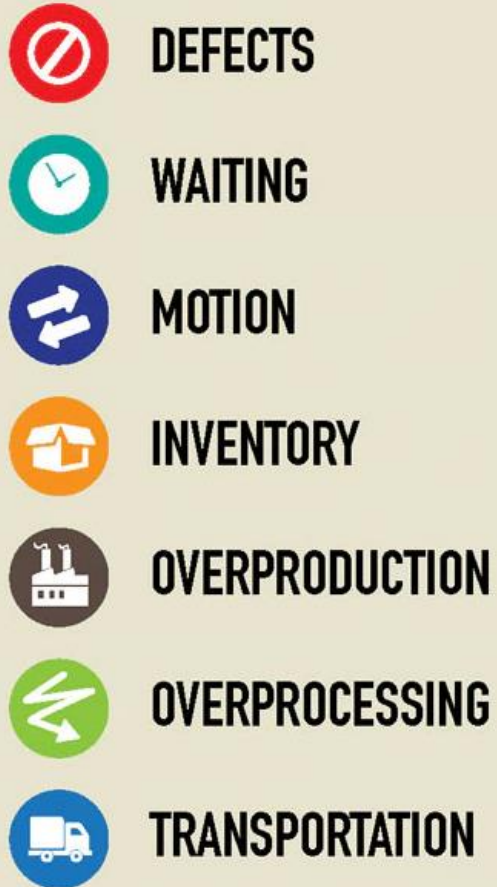 DEFECTS
WAITING
MOTION
INVENTORY
OVERPRODUCTION
OVERPROCESSING
TRANSPORTATION